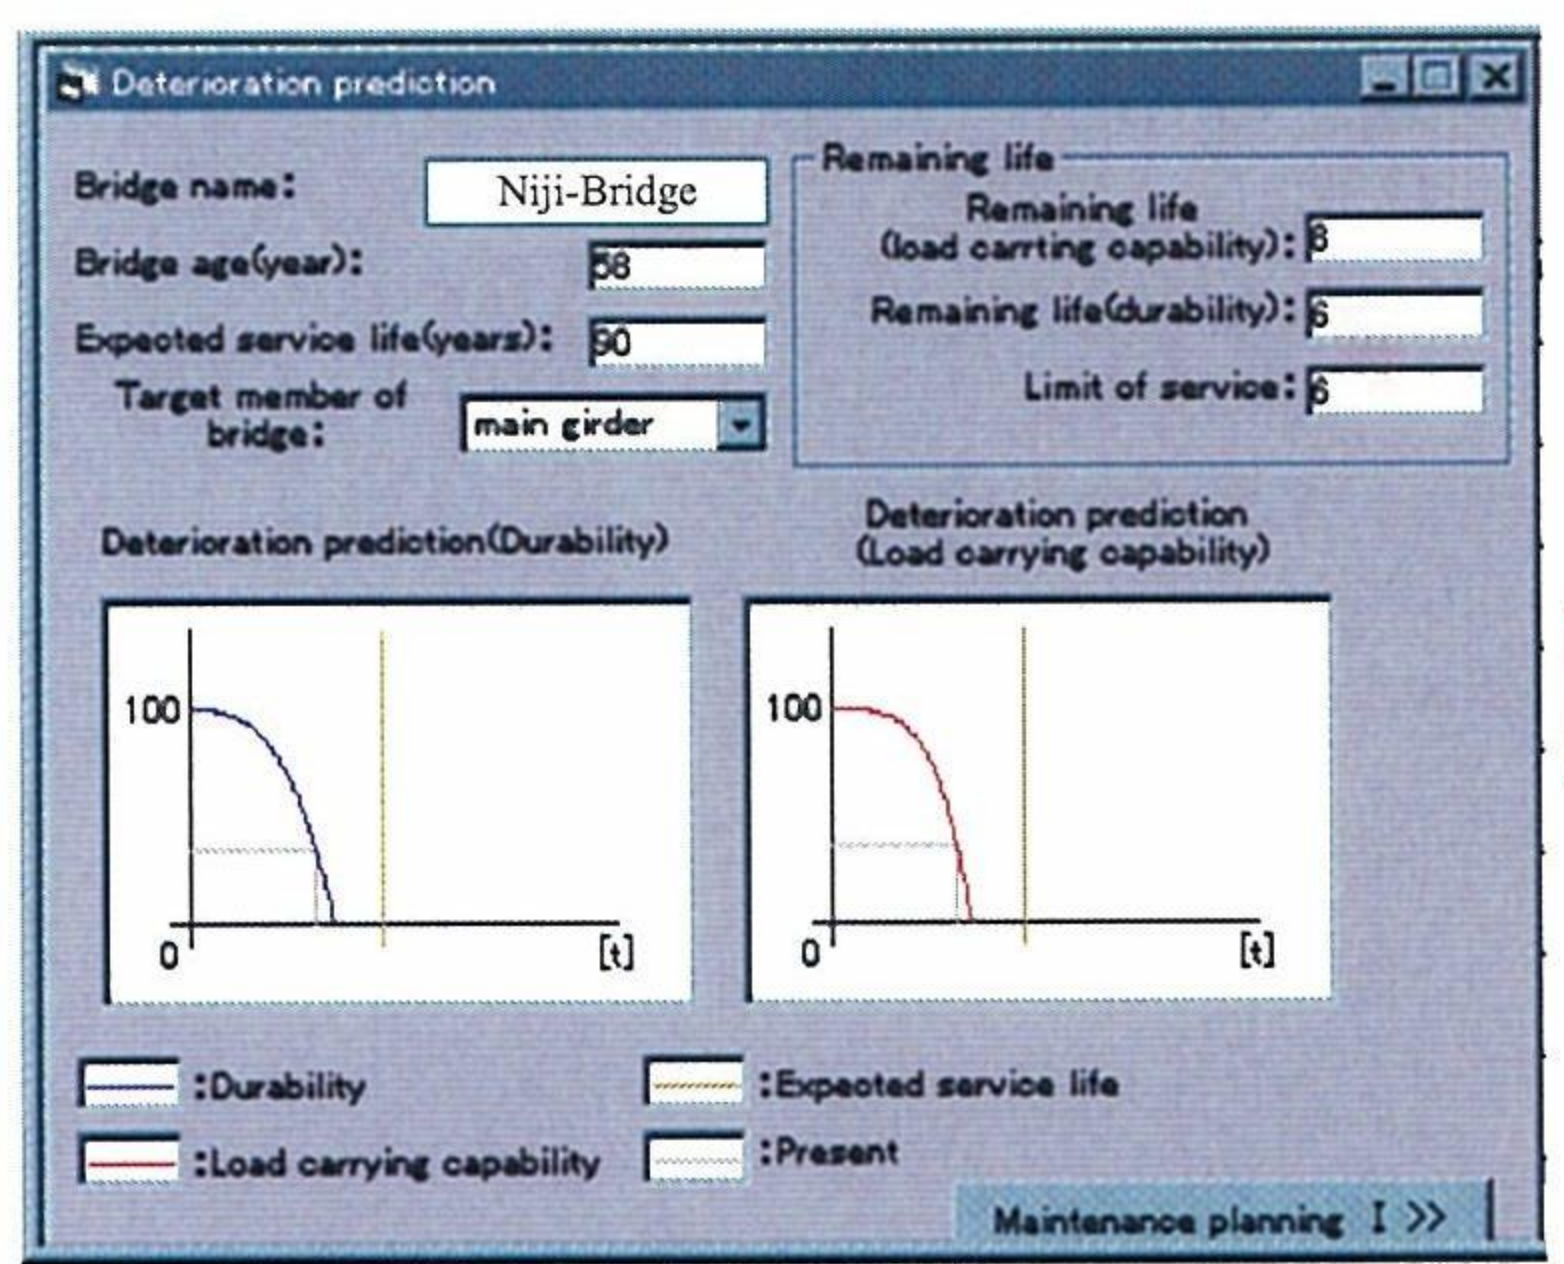 Deterioration prediction
Bridge name:
Niji-Bridge
Bridge age(year):
58
Expected service life(years):
90
Target member of
bridge:
main girder
Remaining life
Remaining life
(load carrting capability):
Remaining life(durability):
6
Limit of service:
6
Deterioration prediction(Durability)
100
0
[t]
Deterioration prediction
(Load carrying capability)
100
0
[t]
:Durability
:Expected service life
:Load carrying capability
:Present
Maintenance planning I >>